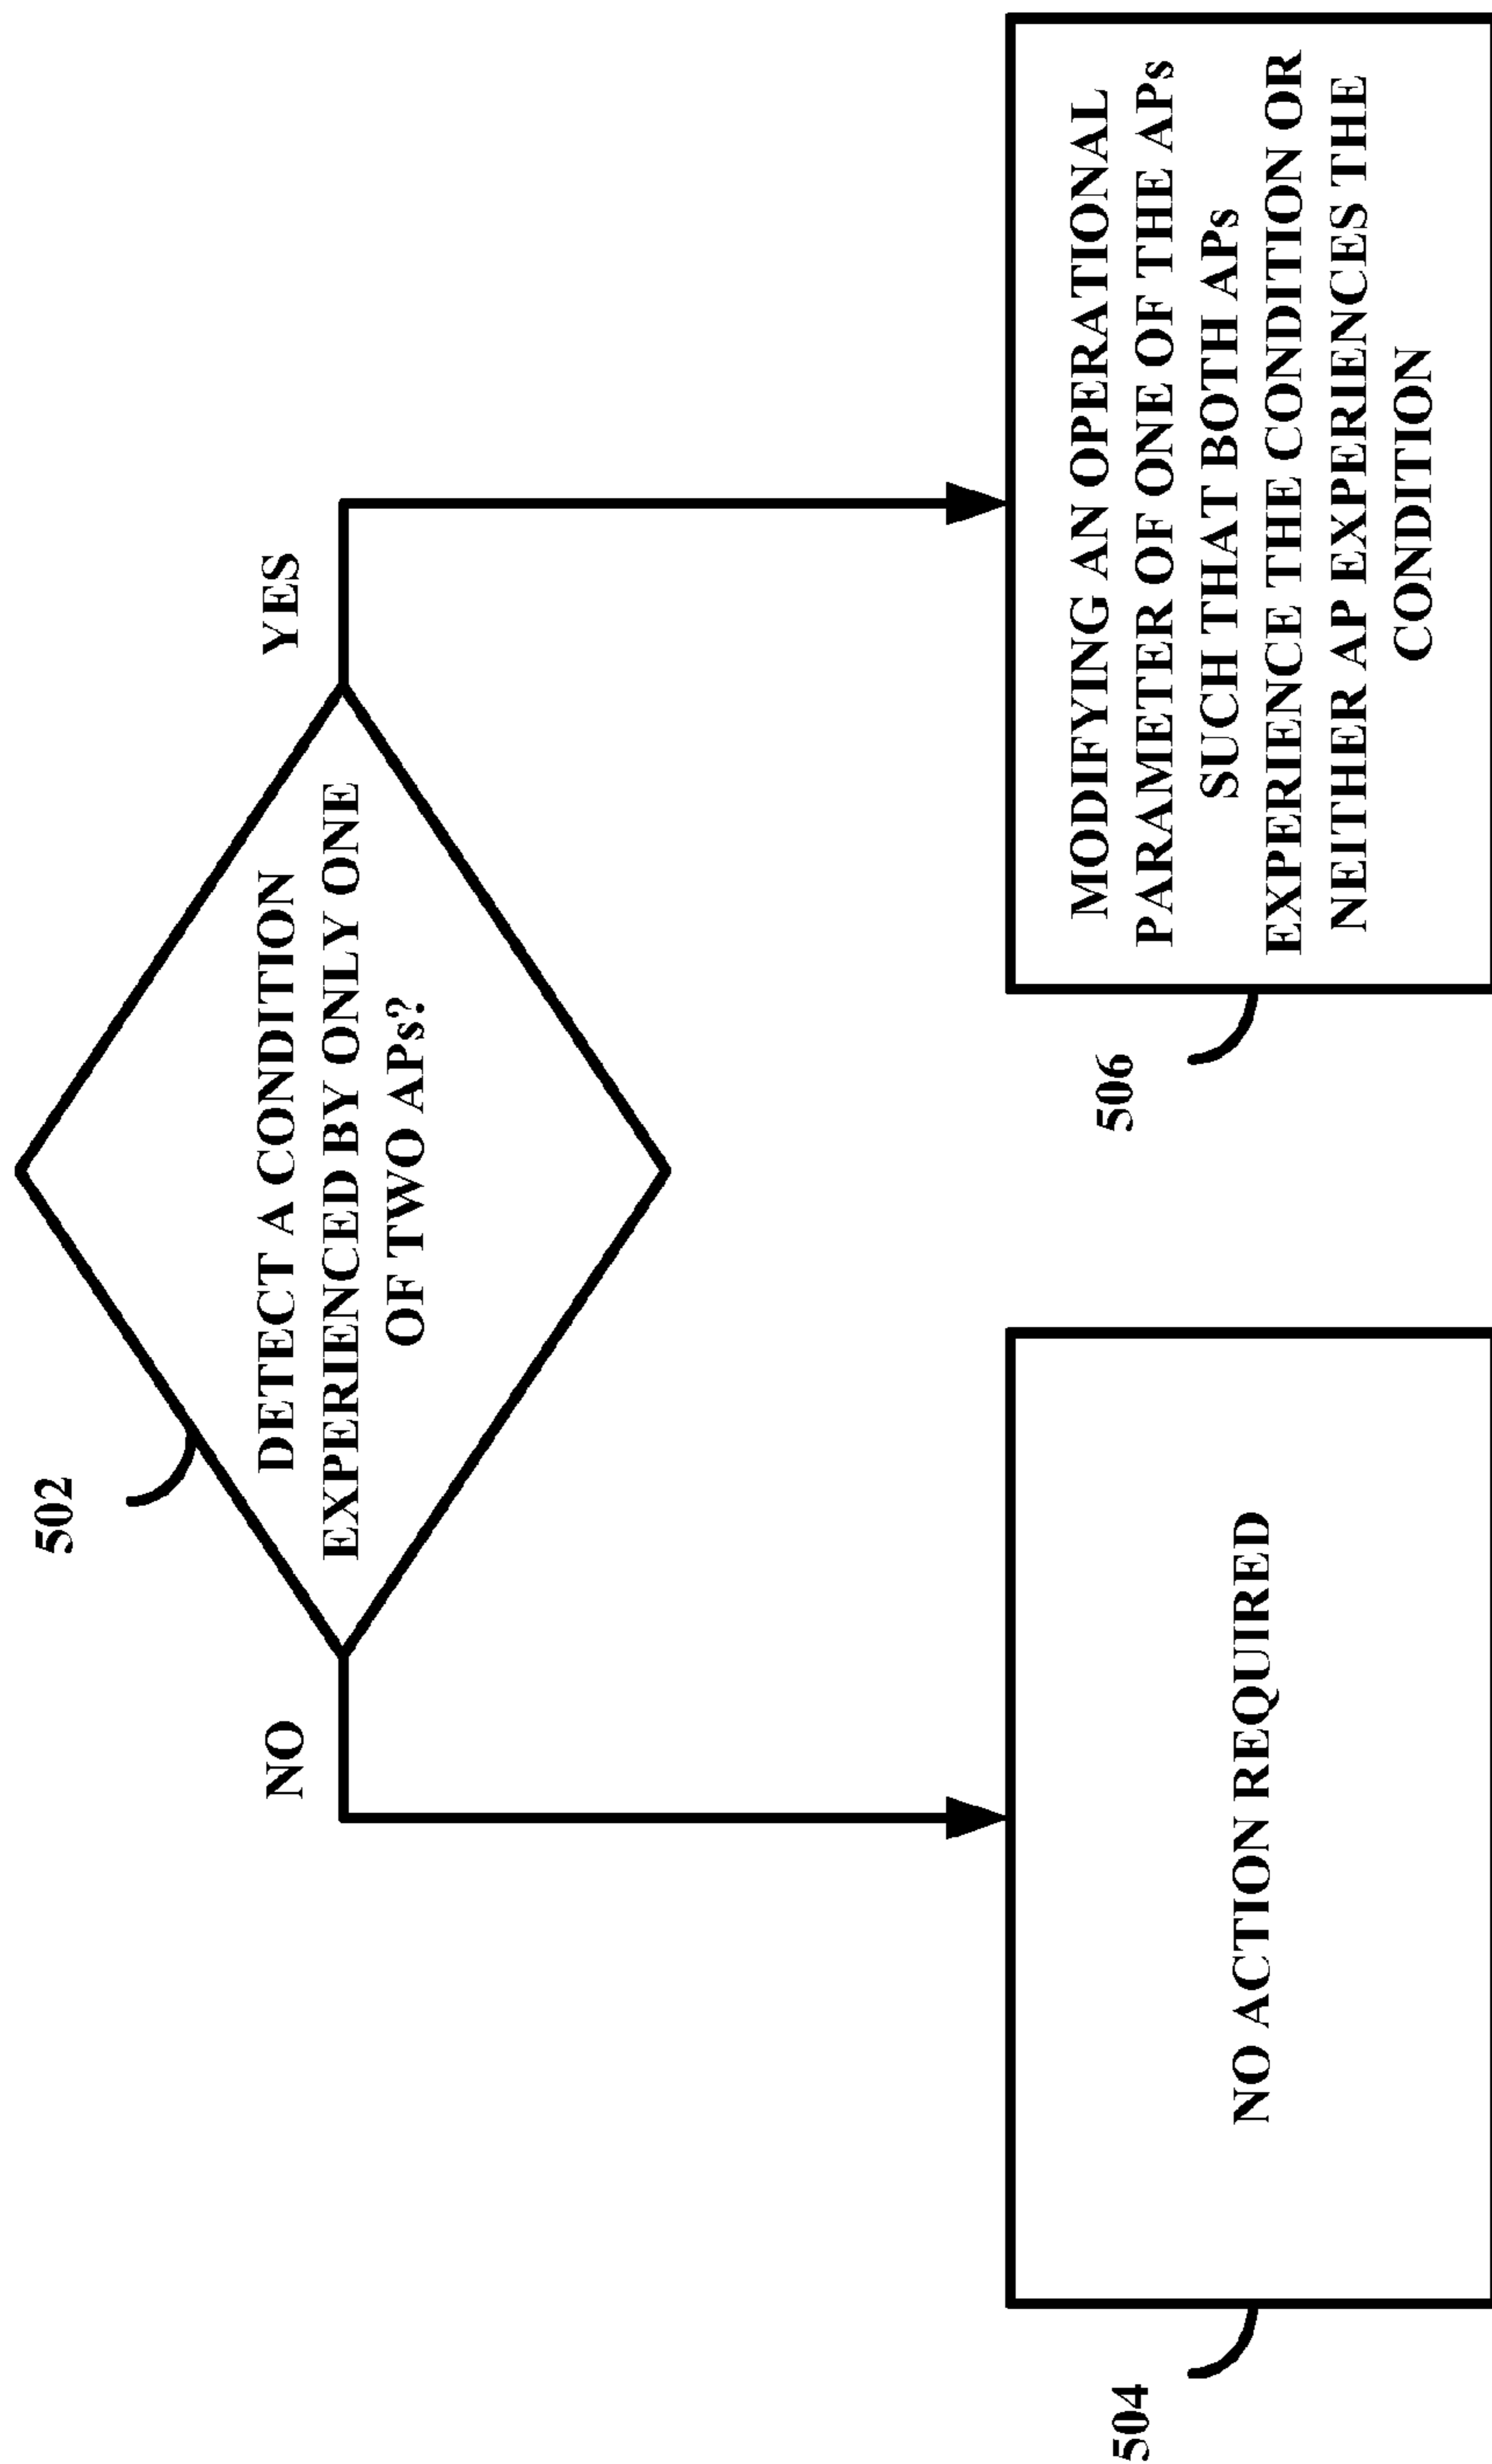 502
DETECT A CONDITION
EXPERIENCED BY ONLY ONE
OF TWO APs?
NO
YES
504
NO ACTION REQUIRED
506
MODIFYING AN OPERATIONAL
PARAMETER OF ONE OF THE APs
SUCH THAT BOTH APs
EXPERIENCE THE CONDITION OR
NEITHER AP EXPERIENCES THE
CONDITION